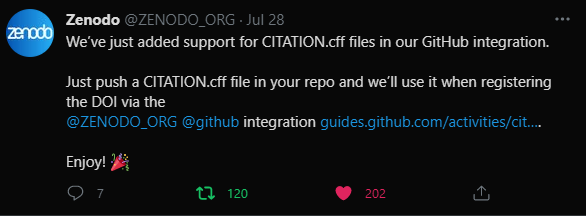 Zenodo @ZENODO_ORG · Jul 28
zenodo
We've just added support for CITATION.cff files in our GitHub integration.
Just push a CITATION.cff file in your repo and we'll use it when registering
the DOI via the
@ZENODO_ORG @github integration guides.github.com/activities/cit….
Enjoy! 🎉
7 120 202